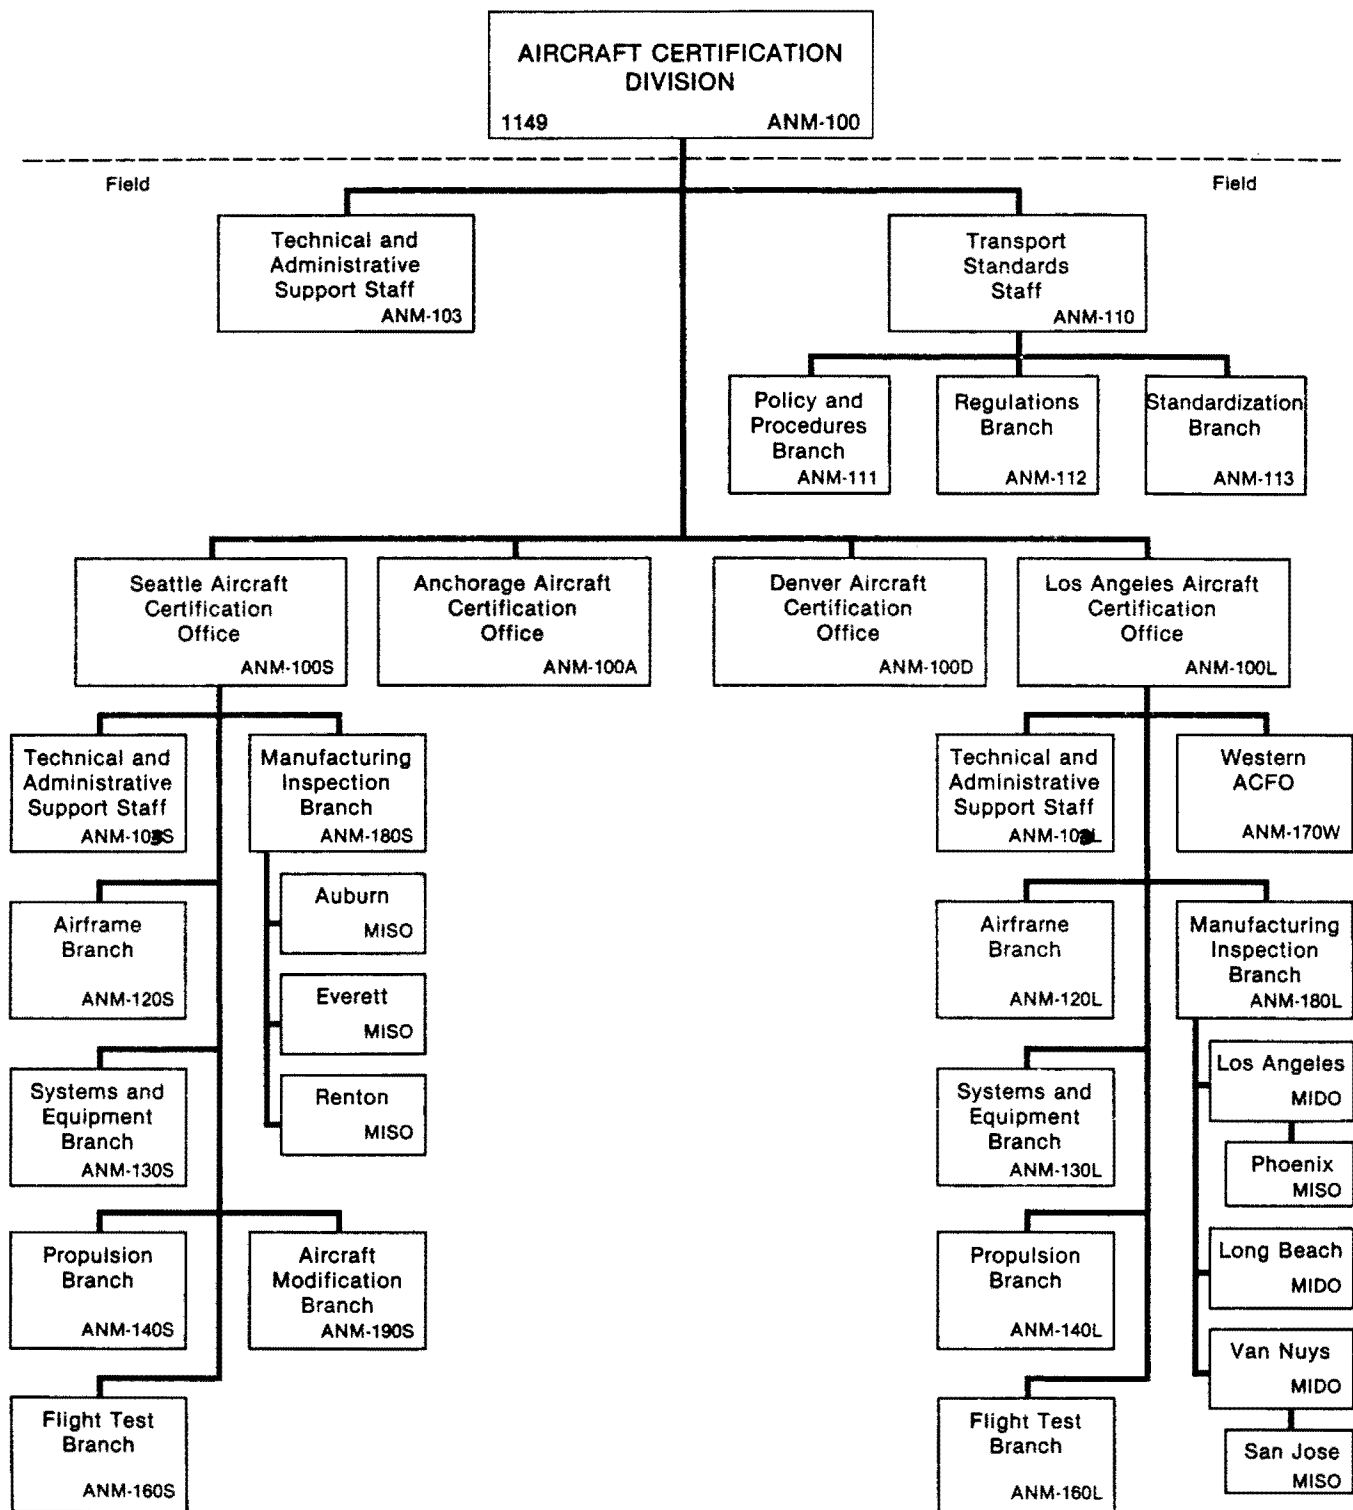 AIRCRAFT CERTIFICATION
DIVISION
1149 ANM-100
Field Field
Technical and
Administrative
Support Staff
ANM-103
Transport
Standards
Staff
ANM-110
Policy and
Procedures
Branch
ANM-111
Regulations
Branch
ANM-112
Standardization
Branch
ANM-113
Seattle Aircraft
Certification
Office
ANM-100S
Anchorage Aircraft
Certification
Office
ANM-100A
Denver Aircraft
Certification
Office
ANM-100D
Los Angeles Aircraft
Certification
Office
ANM-100L
Technical and
Administrative
Support Staff
Manufacturing
Inspection
Branch
ANM-180S
Auburn
MISO
Everett
MISO
Renton
MISO
Airframe
Branch
ANM-120S
Systems and
Equipment
Branch
ANM-130S
Propulsion
Branch
ANM-140S
Aircraft
Modification
Branch
ANM-190S
Flight Test
Branch
ANM-160S
Technical and
Administrative
Support Staff
Western
ACFO
ANM-170W
Airframe
Branch
ANM-120L
Manufacturing
Inspection
Branch
ANM-180L
Los Angeles
MIDO
Phoenix
MISO
Long Beach
MIDO
Van Nuys
MIDO
San Jose
MISO
Systems and
Equipment
Branch
ANM-130L
Propulsion
Branch
ANM-140L
Flight Test
Branch
ANM-160L